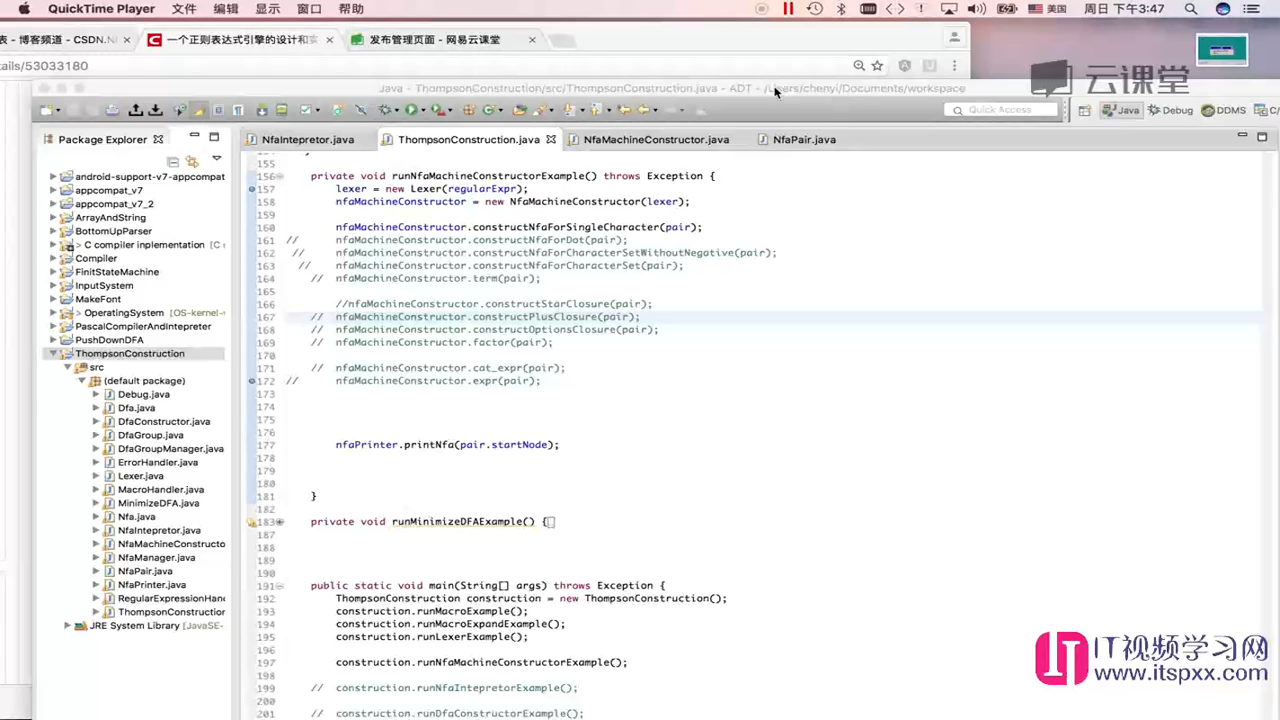 QuickTime Player 文件 编辑 显示 窗口 帮助 美国 周日 下午3:47
表 - 博客频道 - CSDN.N 一个正则表达式引擎的设计和实 发布管理页面 - 网易云课堂
tails/53033180
云课堂
Java - ThompsonConstruction/src/ThompsonConstruction.java - ADT - /Users/chenyi/Documents/workspace
Quick Access Java Debug DDMS
Package Explorer NfaIntepretor.java ThompsonConstruction.java NfaMachineConstructor.java NfaPair.java
android-support-v7-appcompat
appcompat_v7
appcompat_v7_2
ArrayAndString
BottomUpParser
> C compiler inplementation [C
Compiler
FinitStateMachine
InputSystem
MakeFont
> OperatingSystem [OS-kernel-
PascalCompilerAndIntepreter
PushDownDFA
ThompsonConstruction
src
(default package)
Debug.java
Dfa.java
DfaConstructor.java
DfaGroup.java
DfaGroupManager.java
ErrorHandler.java
Lexer.java
MacroHandler.java
MinimizeDFA.java
Nfa.java
NfaIntepretor.java
NfaMachineConstructo
NfaManager.java
NfaPair.java
NfaPrinter.java
RegularExpressionHan
ThompsonConstruction
JRE System Library [JavaSE-
155
156 private void runNfaMachineConstructorExample() throws Exception {
157 lexer = new Lexer(regularExpr);
158 nfaMachineConstructor = new NfaMachineConstructor(lexer);
159
160 nfaMachineConstructor.constructNfaForSingleCharacter(pair);
161 // nfaMachineConstructor.constructNfaForDot(pair);
162 // nfaMachineConstructor.constructNfaForCharacterSetWithoutNegative(pair);
163 // nfaMachineConstructor.constructNfaForCharacterSet(pair);
164 // nfaMachineConstructor.term(pair);
165
166 //nfaMachineConstructor.constructStarClosure(pair);
167 // nfaMachineConstructor.constructPlusClosure(pair);
168 // nfaMachineConstructor.constructOptionsClosure(pair);
169 // nfaMachineConstructor.factor(pair);
170
171 // nfaMachineConstructor.cat_expr(pair);
172 // nfaMachineConstructor.expr(pair);
173
174
175
176
177 nfaPrinter.printNfa(pair.startNode);
178
179
180
181 }
182
183 private void runMinimizeDFAExample() {
187
188
189
190
191 public static void main(String[] args) throws Exception {
192 ThompsonConstruction construction = new ThompsonConstruction();
193 construction.runMacroExample();
194 construction.runMacroExpandExample();
195 construction.runLexerExample();
196
197 construction.runNfaMachineConstructorExample();
198
199 // construction.runNfaIntepretorExample();
200
201 // construction.runDfaConstructorExample();
IT IT视频学习网
www.itspxx.com